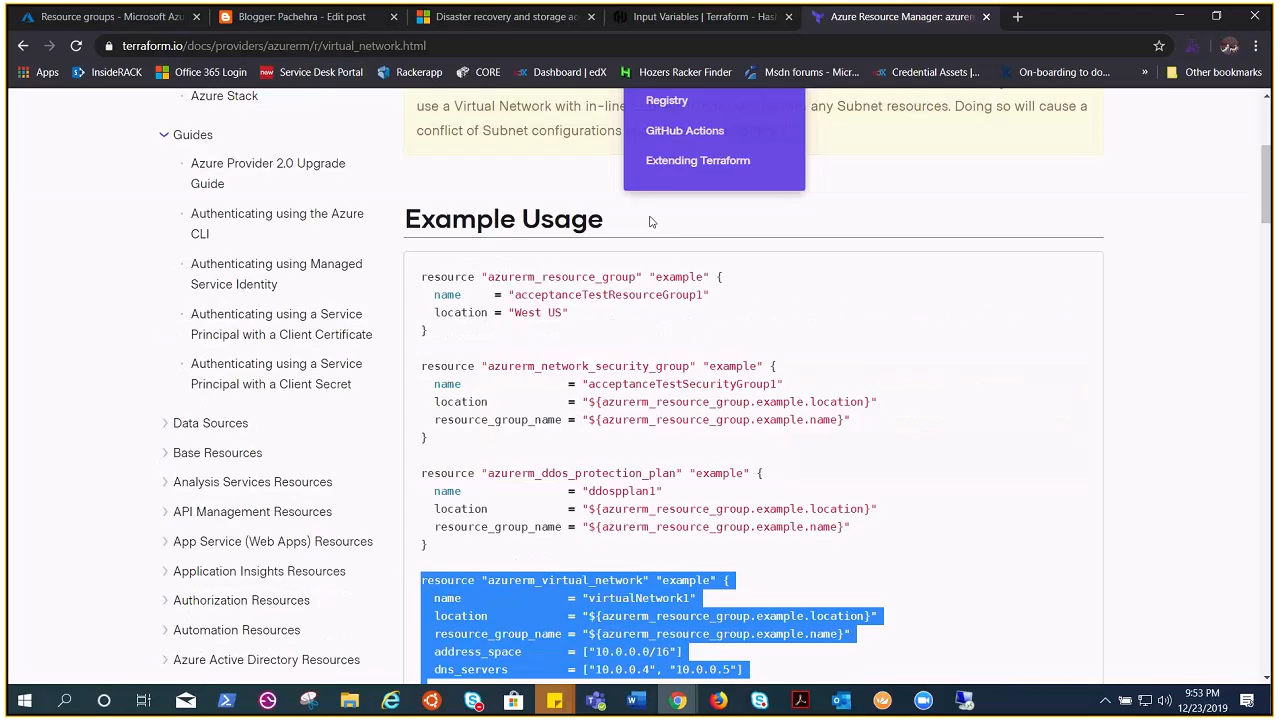 Resource groups - Microsoft Azu
Blogger: Pachehra - Edit post
Disaster recovery and storage ac
Input Variables | Terraform - Hash
Azure Resource Manager: azurerm
terraform.io/docs/providers/azurerm/r/virtual_network.html
Apps
InsideRACK
Office 365 Login
now
Service Desk Portal
Rackerapp
CORE
Dashboard | edX
Hozers Racker Finder
Msdn forums - Micr...
Credential Assets |...
On-boarding to do...
»
Other bookmarks
Azure Stack
Guides
Azure Provider 2.0 Upgrade
Guide
Authenticating using the Azure
CLI
Authenticating using Managed
Service Identity
Authenticating using a Service
Principal with a Client Certificate
Authenticating using a Service
Principal with a Client Secret
Data Sources
Base Resources
Analysis Services Resources
API Management Resources
App Service (Web Apps) Resources
Application Insights Resources
Authorization Resources
Automation Resources
Azure Active Directory Resources
use a Virtual Network with in-line any Subnet resources. Doing so will cause a
conflict of Subnet configurations
Registry
GitHub Actions
Extending Terraform
Example Usage
resource "azurerm_resource_group" "example" {
name = "acceptanceTestResourceGroup1"
location = "West US"
}
resource "azurerm_network_security_group" "example" {
name = "acceptanceTestSecurityGroup1"
location = "${azurerm_resource_group.example.location}"
resource_group_name = "${azurerm_resource_group.example.name}"
}
resource "azurerm_ddos_protection_plan" "example" {
name = "ddospplan1"
location = "${azurerm_resource_group.example.location}"
resource_group_name = "${azurerm_resource_group.example.name}"
}
resource "azurerm_virtual_network" "example" {
name = "virtualNetwork1"
location = "${azurerm_resource_group.example.location}"
resource_group_name = "${azurerm_resource_group.example.name}"
address_space = ["10.0.0.0/16"]
dns_servers = ["10.0.0.4", "10.0.0.5"]
9:53 PM
12/23/2019